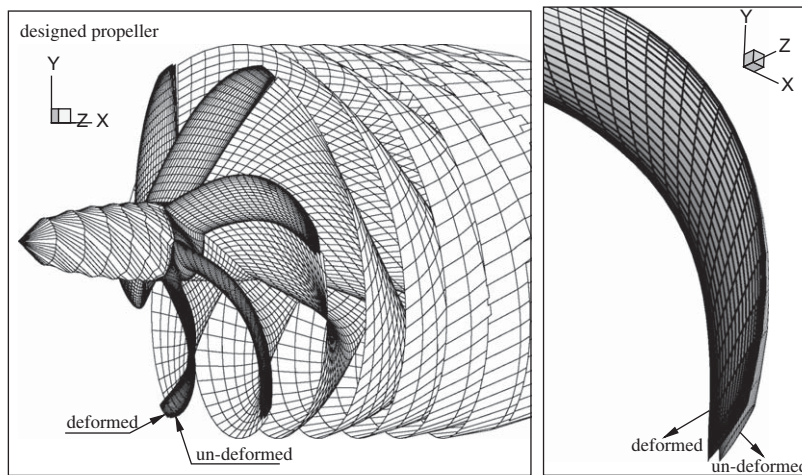 designed propeller
Y
Z X
deformed
un-deformed
Y
Z
X
deformed
un-deformed